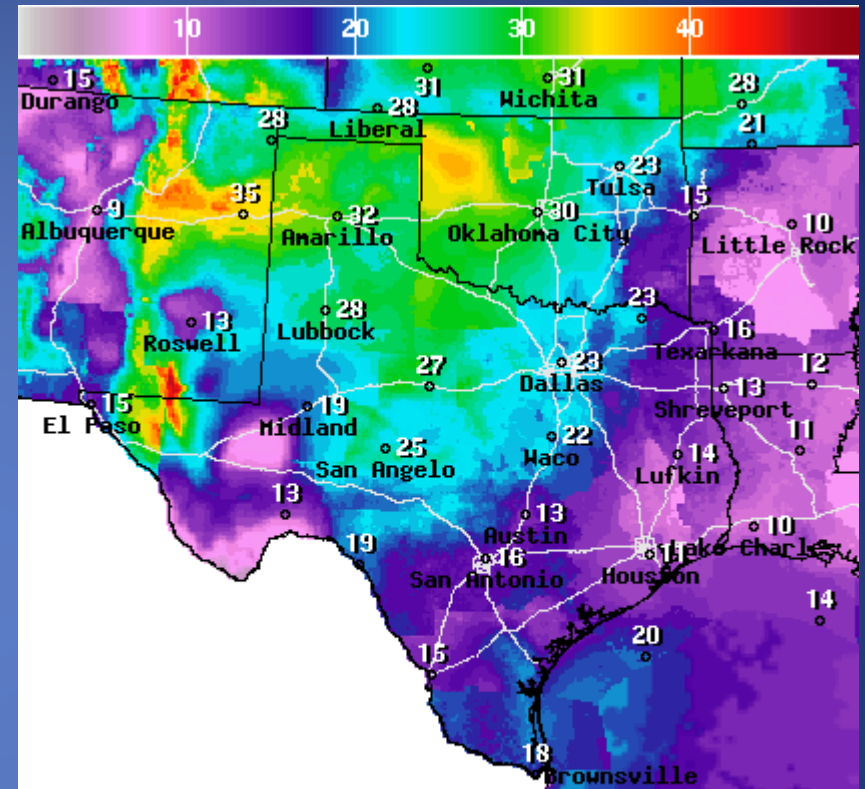 10 20 30 40
15
Durango
31
31
Wichita
28
Liberal
28
28
21
23
Tulsa
9
Albuquerque
35
32
Amarillo
30
Oklahoma City
15
10
Little Rock
13
Roswell
28
Lubbock
23
16
Texarkana
27
23
Dallas
13
Shreveport
12
15
El Paso
19
Midland
25
San Angelo
22
Waco
14
Lufkin
11
13
13
Austin
10
Lake Charles
19
16
San Antonio
11
Houston
14
15
20
18
Brownsville